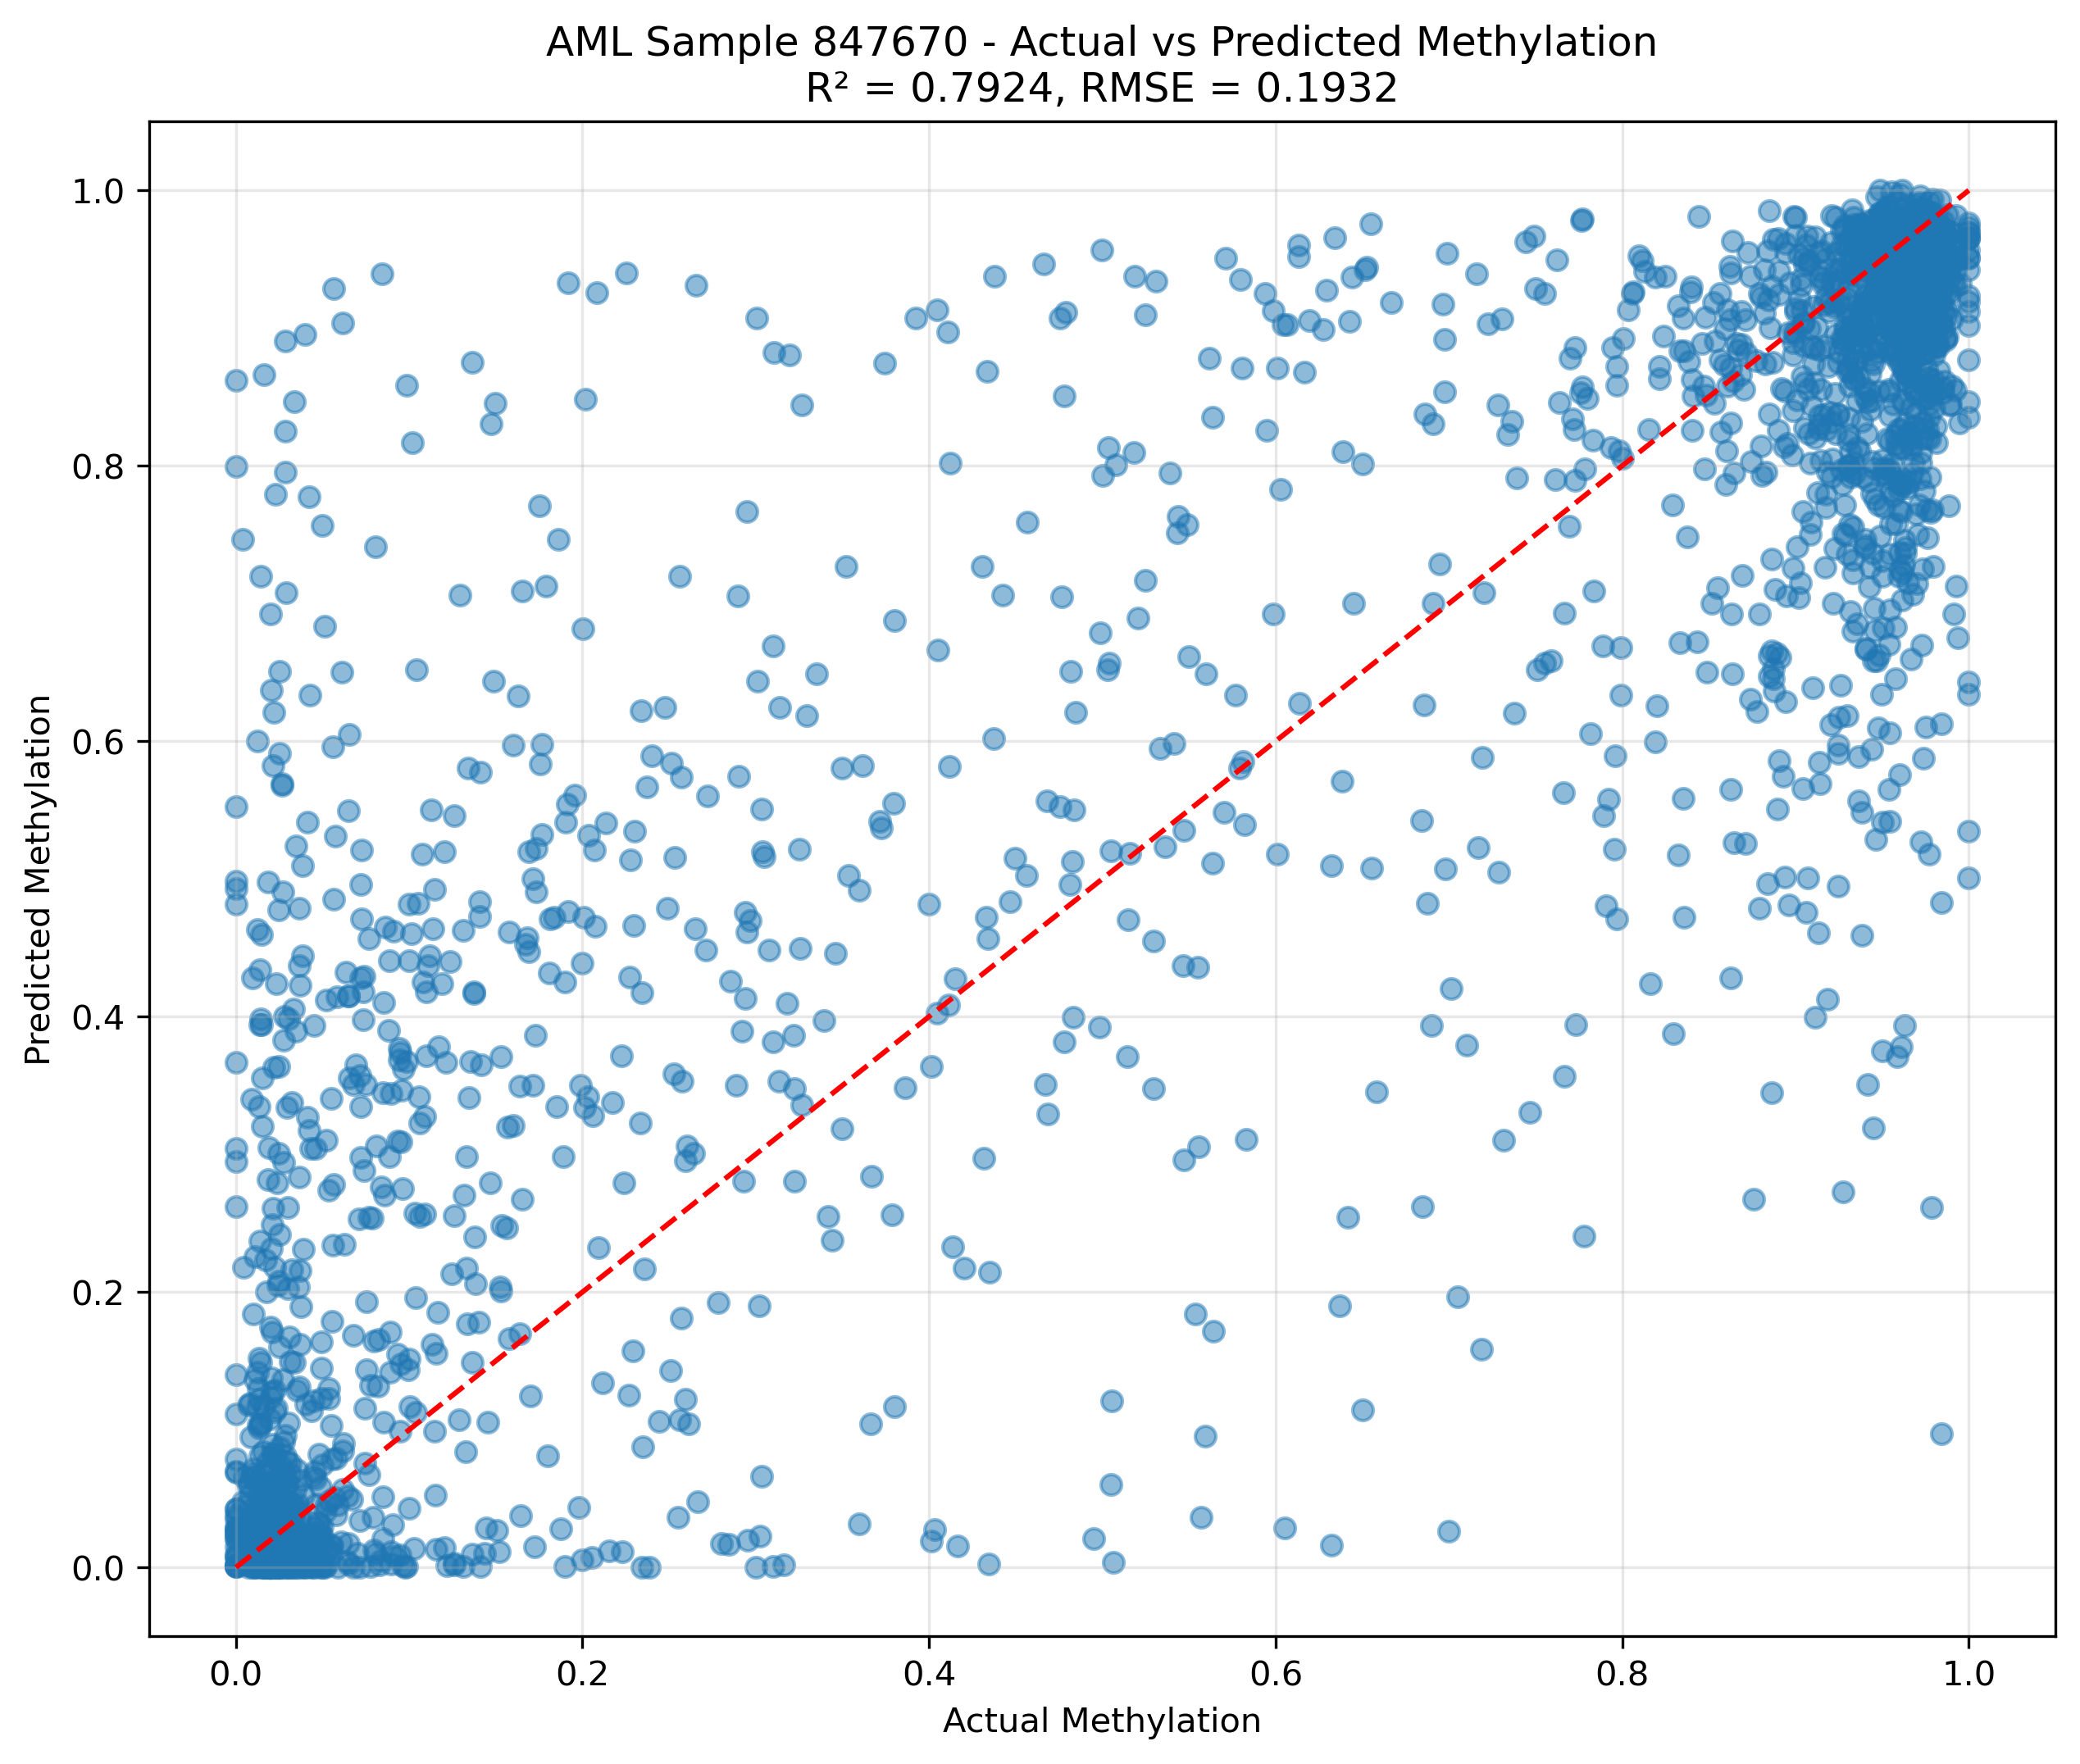 AML Sample 847670 - Actual vs Predicted Methylation
R² = 0.7924, RMSE = 0.1932
Predicted Methylation
1.0
0.8
0.6
0.4
0.2
0.0
0.0 0.2 0.4 0.6 0.8 1.0
Actual Methylation